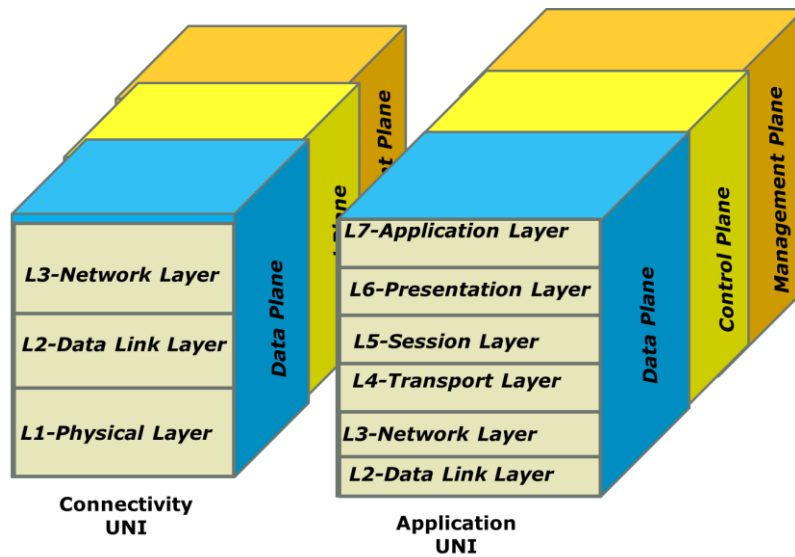 L3-Network Layer
L2-Data Link Layer
L1-Physical Layer
Data Plane
Plane
Connectivity
UNI
L7-Application Layer
L6-Presentation Layer
L5-Session Layer
L4-Transport Layer
L3-Network Layer
L2-Data Link Layer
Data Plane
Control Plane
Management Plane
Application
UNI